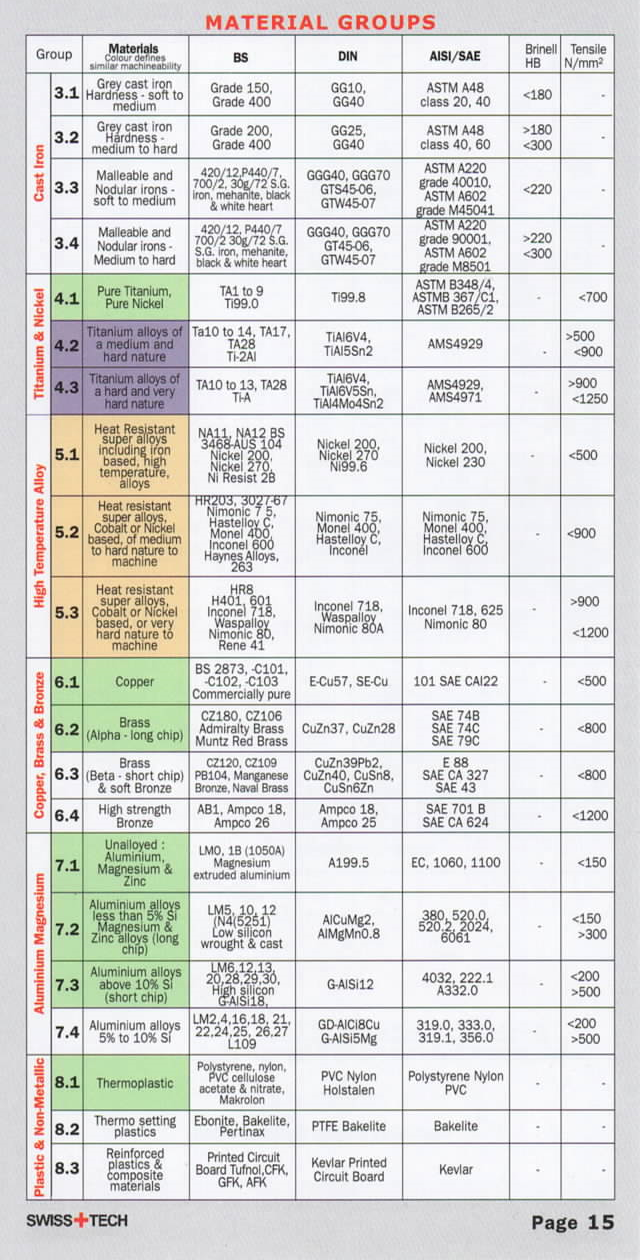 MATERIAL GROUPS
Group
Materials
Colour defines
similar machineability
BS
DIN
AISI/SAE
Brinell
HB
Tensile
N/mm²
Cast Iron
3.1
Grey cast iron
Hardness - soft to
medium
Grade 150,
Grade 400
GG10,
GG40
ASTM A48
class 20, 40
<180
-
3.2
Grey cast iron
Hardness -
medium to hard
Grade 200,
Grade 400
GG25,
GG40
ASTM A48
class 40, 60
>180
<300
-
3.3
Malleable and
Nodular irons -
soft to medium
420/12,P440/7,
700/2, 30g/72 S.G.
iron, mehanite, black
& white heart
GGG40, GGG70
GTS45-06,
GTW45-07
ASTM A220
grade 40010,
ASTM A602
grade M45041
<220
-
3.4
Malleable and
Nodular irons -
Medium to hard
420/12, P440/7
700/2 30g/72 S.G.
S.G. iron, mehanite,
black & white heart
GGG40, GGG70
GT45-06,
GTW45-07
ASTM A220
grade 90001,
ASTM A602
grade M8501
>220
<300
-
Titanium & Nickel
4.1
Pure Titanium,
Pure Nickel
TA1 to 9
Ti99.0
Ti99.8
ASTM B348/4,
ASTMB 367/C1,
ASTM B265/2
-
<700
4.2
Titanium alloys of
a medium and
hard nature
Ta10 to 14, TA17,
TA28
Ti-2Al
TiAl6V4,
TiAl5Sn2
AMS4929
-
>500
<900
4.3
Titanium alloys of
a hard and very
hard nature
TA10 to 13, TA28
Ti-A
TiAl6V4,
TiAl6V5Sn,
TiAl4Mo4Sn2
AMS4929,
AMS4971
-
>900
<1250
High Temperature Alloy
5.1
Heat Resistant
super alloys
including iron
based, high
temperature,
alloys
NA11, NA12 BS
3468-AUS 104
Nickel 200,
Nickel 270,
Ni Resist 2B
Nickel 200,
Nickel 270
Ni99.6
Nickel 200,
Nickel 230
-
<500
5.2
Heat resistant
super alloys,
Cobalt or Nickel
based, of medium
to hard nature to
machine
HR203, 3027-67
Nimonic 7 5,
Hastelloy C,
Monel 400,
Inconel 600
Haynes Alloys,
263
Nimonic 75,
Monel 400,
Hastelloy C,
Inconel
Nimonic 75,
Monel 400,
Hastelloy C,
Inconel 600
-
<900
5.3
Heat resistant
super alloys,
Cobalt or Nickel
based, or very
hard nature to
machine
HR8
H401, 601
Inconel 718,
Waspalloy
Nimonic 80,
Rene 41
Inconel 718,
Waspalloy
Nimonic 80A
Inconel 718, 625
Nimonic 80
-
>900
<1200
Copper, Brass & Bronze
6.1
Copper
BS 2873, -C101,
-C102, -C103
Commercially pure
E-Cu57, SE-Cu
101 SAE CAI22
-
<500
6.2
Brass
(Alpha - long chip)
CZ180, CZ106
Admiralty Brass
Muntz Red Brass
CuZn37, CuZn28
SAE 74B
SAE 74C
SAE 79C
-
<800
6.3
Brass
(Beta - short chip)
& soft Bronze
CZ120, CZ109
PB104, Manganese
Bronze, Naval Brass
CuZn39Pb2,
CuZn40, CuSn8,
CuSn6Zn
E 88
SAE CA 327
SAE 43
-
<800
6.4
High strength
Bronze
AB1, Ampco 18,
Ampco 26
Ampco 18,
Ampco 25
SAE 701 B
SAE CA 624
-
<1200
Aluminium Magnesium
7.1
Unalloyed :
Aluminium,
Magnesium &
Zinc
LMO, 1B (1050A)
Magnesium
extruded aluminium
A199.5
EC, 1060, 1100
-
<150
7.2
Aluminium alloys
less than 5% Si
Magnesium &
Zinc alloys (long
chip)
LM5, 10, 12
(N4(5251)
Low silicon
wrought & cast
AlCuMg2,
AlMgMn0.8
380, 520.0,
520.2, 2024,
6061
-
<150
>300
7.3
Aluminium alloys
above 10% Si
(short chip)
LM6,12,13,
20,28,29,30,
High silicon
G-AlSi18,
G-AlSi12
4032, 222.1
A332.0
-
<200
>500
7.4
Aluminium alloys
5% to 10% Si
LM2,4,16,18, 21,
22,24,25, 26,27
L109
GD-AlCi8Cu
G-AlSi5Mg
319.0, 333.0,
319.1, 356.0
-
<200
>500
Plastic & Non-Metallic
8.1
Thermoplastic
Polystyrene, nylon,
PVC cellulose
acetate & nitrate,
Makrolon
PVC Nylon
Holstalen
Polystyrene Nylon
PVC
-
-
8.2
Thermo setting
plastics
Ebonite, Bakelite,
Pertinax
PTFE Bakelite
Bakelite
-
-
8.3
Reinforced
plastics &
composite
materials
Printed Circuit
Board Tufnol,CFK,
GFK, AFK
Kevlar Printed
Circuit Board
Kevlar
-
-
SWISS+TECH
Page 15